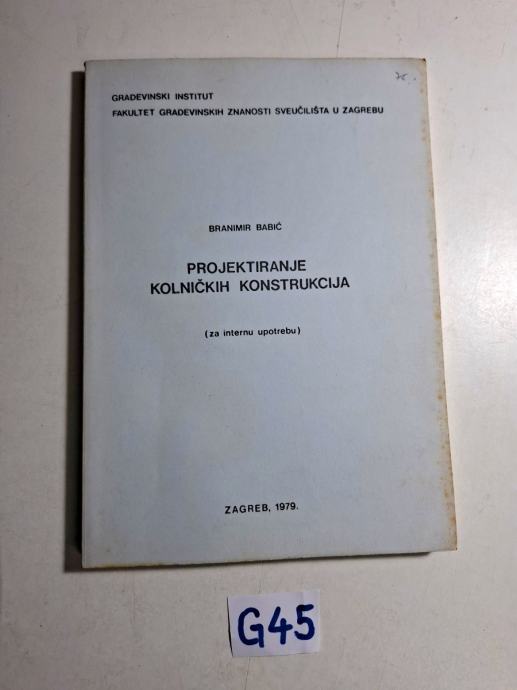 GRAĐEVINSKI INSTITUT
FAKULTET GRAĐEVINSKIH ZNANOSTI SVEUČILIŠTA U ZAGREBU
BRANIMIR BABIĆ
PROJEKTIRANJE
KOLNIČKIH KONSTRUKCIJA
(za internu upotrebu)
ZAGREB, 1979.
G45